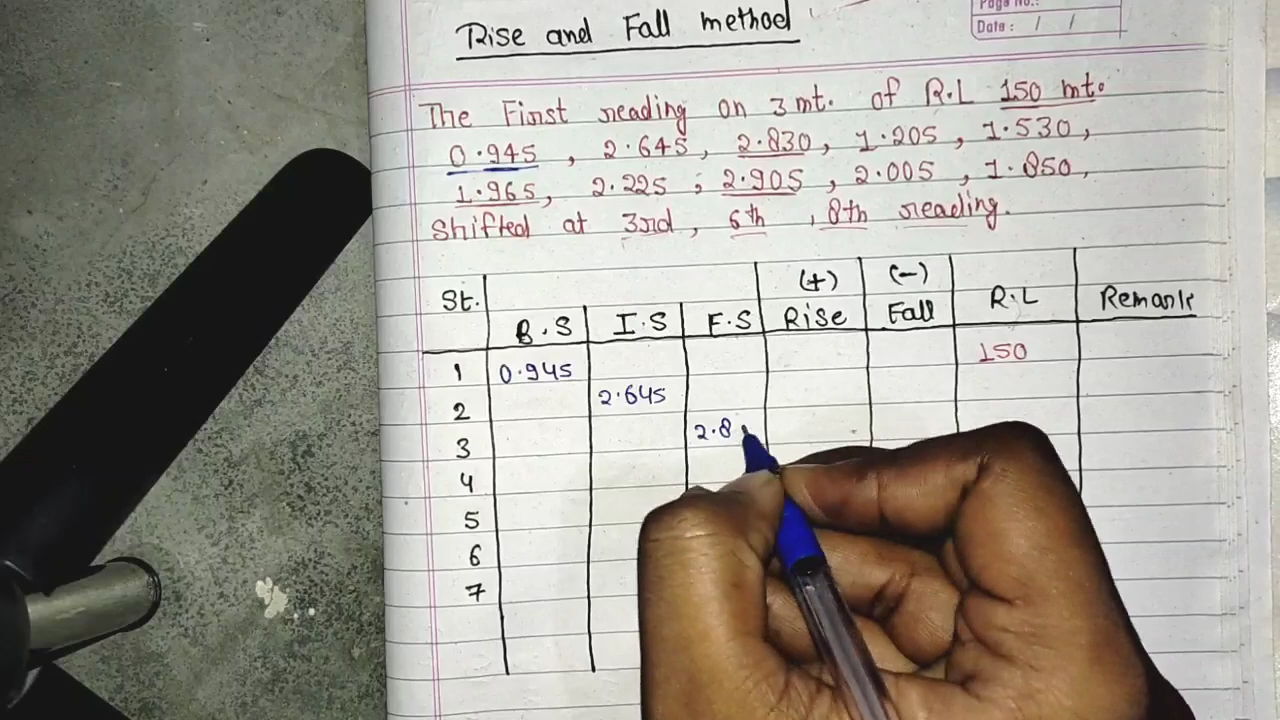 Page No.:
Date : / /
Rise and Fall method
The First reading on 3 mt. of R.L 150 mt.
0.945 , 2.645 , 2.830 , 1.205 , 1.530 ,
1.965 , 2.225 , 2.905 , 2.005 , 1.850 ,
Shifted at 3rd , 6th , 8th reading.
St. B.S I.S F.S (+) Rise (-) Fall R.L Remark
1 0.945 150
2 2.645
3 2.8
4
5
6
7